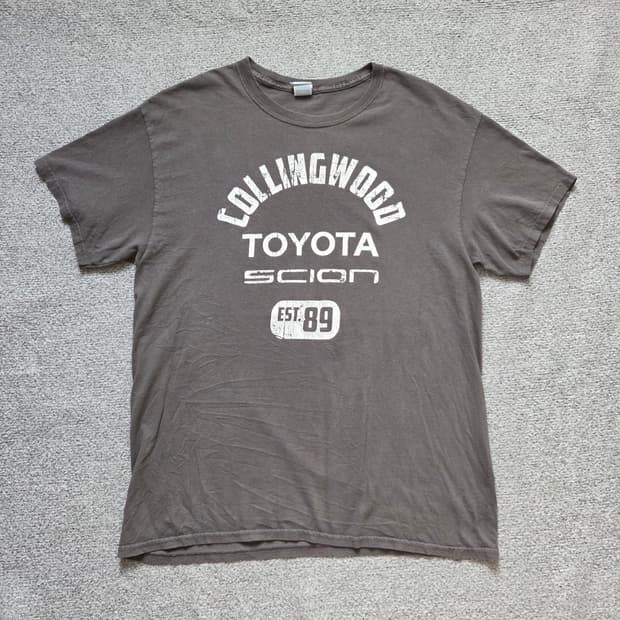 COLLINGWOOD
TOYOTA
SCION
EST. 89